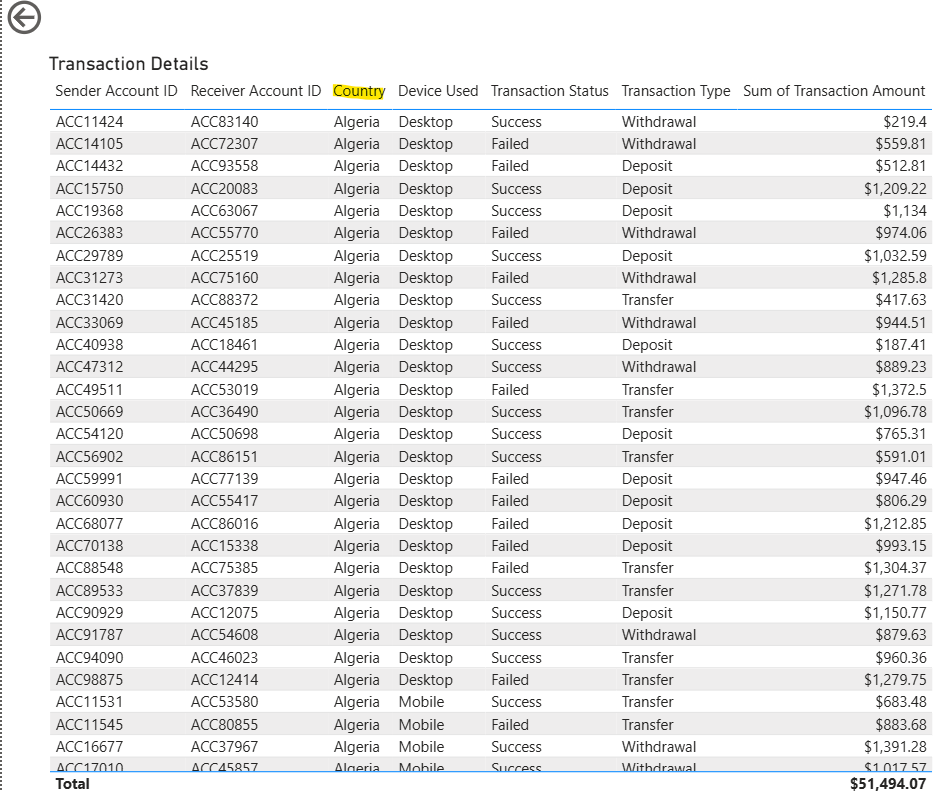 Transaction Details
Sender Account ID Receiver Account ID Country Device Used Transaction Status Transaction Type Sum of Transaction Amount
ACC11424 ACC83140 Algeria Desktop Success Withdrawal $219.4
ACC14105 ACC72307 Algeria Desktop Failed Withdrawal $559.81
ACC14432 ACC93558 Algeria Desktop Failed Deposit $512.81
ACC15750 ACC20083 Algeria Desktop Success Deposit $1,209.22
ACC19368 ACC63067 Algeria Desktop Success Deposit $1,134
ACC26383 ACC55770 Algeria Desktop Failed Withdrawal $974.06
ACC29789 ACC25519 Algeria Desktop Success Deposit $1,032.59
ACC31273 ACC75160 Algeria Desktop Failed Withdrawal $1,285.8
ACC31420 ACC88372 Algeria Desktop Success Transfer $417.63
ACC33069 ACC45185 Algeria Desktop Failed Withdrawal $944.51
ACC40938 ACC18461 Algeria Desktop Success Deposit $187.41
ACC47312 ACC44295 Algeria Desktop Success Withdrawal $889.23
ACC49511 ACC53019 Algeria Desktop Failed Transfer $1,372.5
ACC50669 ACC36490 Algeria Desktop Success Transfer $1,096.78
ACC54120 ACC50698 Algeria Desktop Success Deposit $765.31
ACC56902 ACC86151 Algeria Desktop Success Transfer $591.01
ACC59991 ACC77139 Algeria Desktop Failed Deposit $947.46
ACC60930 ACC55417 Algeria Desktop Failed Deposit $806.29
ACC68077 ACC86016 Algeria Desktop Failed Deposit $1,212.85
ACC70138 ACC15338 Algeria Desktop Failed Deposit $993.15
ACC88548 ACC75385 Algeria Desktop Failed Transfer $1,304.37
ACC89533 ACC37839 Algeria Desktop Success Transfer $1,271.78
ACC90929 ACC12075 Algeria Desktop Success Deposit $1,150.77
ACC91787 ACC54608 Algeria Desktop Success Withdrawal $879.63
ACC94090 ACC46023 Algeria Desktop Success Transfer $960.36
ACC98875 ACC12414 Algeria Desktop Failed Transfer $1,279.75
ACC11531 ACC53580 Algeria Mobile Success Transfer $683.48
ACC11545 ACC80855 Algeria Mobile Failed Transfer $883.68
ACC16677 ACC37967 Algeria Mobile Success Withdrawal $1,391.28
ACC17010 ACC45857 Algeria Mobile Success Withdrawal $1,017.57
Total $51,494.07